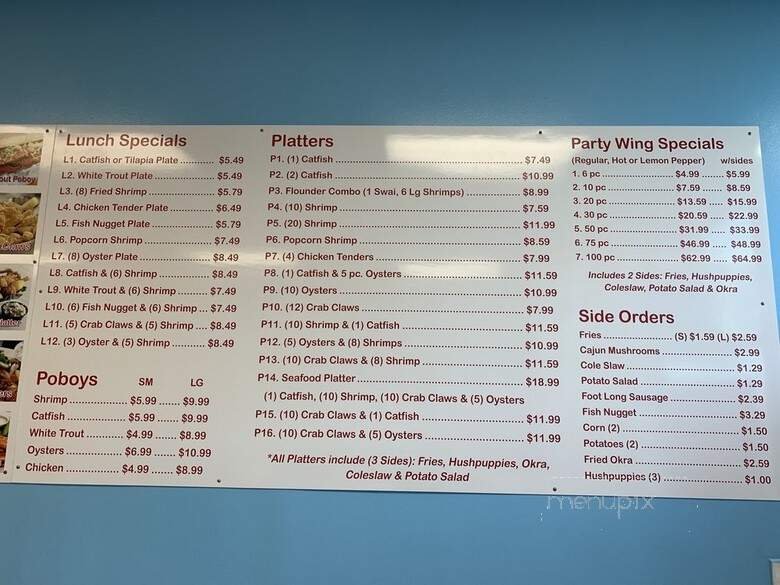 out Poboy
Claws
latter
ers
Lunch Specials
L1. Catfish or Tilapia Plate .......... $5.49
L2. White Trout Plate .......... $5.49
L3. (8) Fried Shrimp .......... $5.79
L4. Chicken Tender Plate .......... $6.49
L5. Fish Nugget Plate .......... $5.79
L6. Popcorn Shrimp .......... $7.49
L7. (8) Oyster Plate .......... $8.49
L8. Catfish & (6) Shrimp .......... $8.49
L9. White Trout & (6) Shrimp .......... $7.49
L10. (6) Fish Nugget & (6) Shrimp ... $7.49
L11. (5) Crab Claws & (5) Shrimp .... $8.49
L12. (3) Oyster & (5) Shrimp .......... $8.49
Poboys SM LG
Shrimp .......... $5.99 ....... $9.99
Catfish .......... $5.99 ....... $9.99
White Trout .......... $4.99 ....... $8.99
Oysters .......... $6.99 ....... $10.99
Chicken .......... $4.99 ....... $8.99
Platters
P1. (1) Catfish .......... $7.49
P2. (2) Catfish .......... $10.99
P3. Flounder Combo (1 Swai, 6 Lg Shrimps) .......... $8.99
P4. (10) Shrimp .......... $7.59
P5. (20) Shrimp .......... $11.99
P6. Popcorn Shrimp .......... $8.59
P7. (4) Chicken Tenders .......... $7.99
P8. (1) Catfish & 5 pc. Oysters .......... $11.59
P9. (10) Oysters .......... $10.99
P10. (12) Crab Claws .......... $7.99
P11. (10) Shrimp & (1) Catfish .......... $11.59
P12. (5) Oysters & (8) Shrimps .......... $10.99
P13. (10) Crab Claws & (8) Shrimp .......... $11.59
P14. Seafood Platter .......... $18.99
(1) Catfish, (10) Shrimp, (10) Crab Claws & (5) Oysters
P15. (10) Crab Claws & (1) Catfish .......... $11.99
P16. (10) Crab Claws & (5) Oysters .......... $11.99
*All Platters include (3 Sides): Fries, Hushpuppies, Okra,
Coleslaw & Potato Salad
Party Wing Specials
(Regular, Hot or Lemon Pepper) w/sides
1. 6 pc .......... $4.99 .... $5.99
2. 10 pc .......... $7.59 .... $8.59
3. 20 pc .......... $13.59 .... $15.99
4. 30 pc .......... $20.59 .... $22.99
5. 50 pc .......... $31.99 .... $33.99
6. 75 pc .......... $46.99 .... $48.99
7. 100 pc .......... $62.99 .... $64.99
Includes 2 Sides: Fries, Hushpuppies,
Coleslaw, Potato Salad & Okra
Side Orders
Fries .......... (S) $1.59 (L) $2.59
Cajun Mushrooms .......... $2.99
Cole Slaw .......... $1.29
Potato Salad .......... $1.29
Foot Long Sausage .......... $2.39
Fish Nugget .......... $3.29
Corn (2) .......... $1.50
Potatoes (2) .......... $1.50
Fried Okra .......... $2.59
Hushpuppies (3) .......... $1.00
menupix